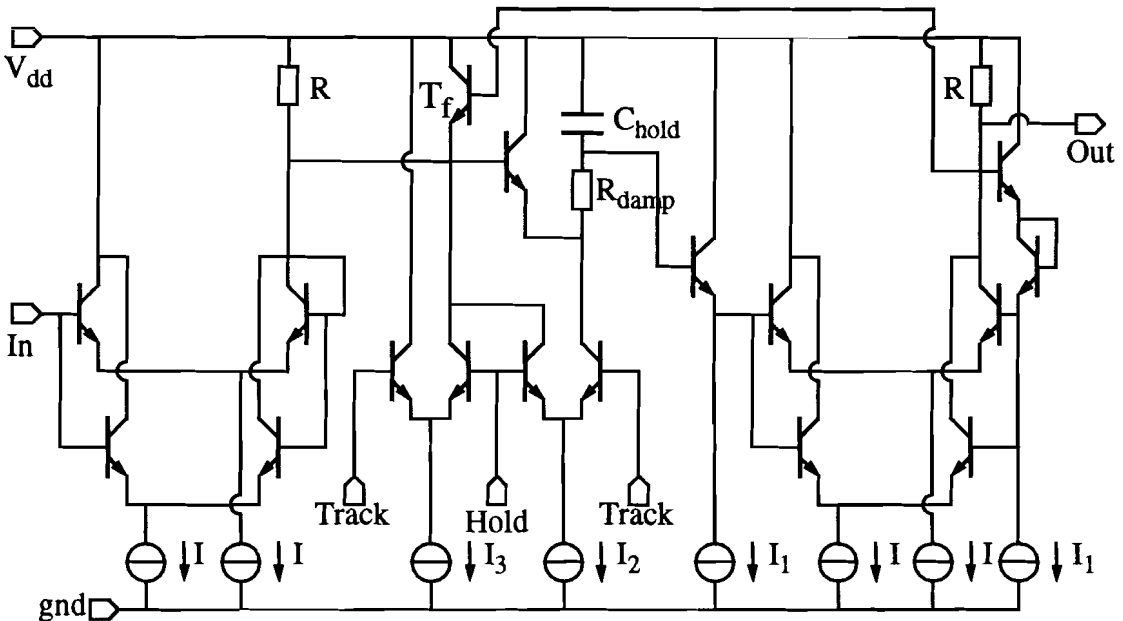 V_dd
R
T_f
C_hold
R_damp
R
Out
In
Track
Hold
Track
I
I
I_3
I_2
I_1
I
I
I_1
gnd